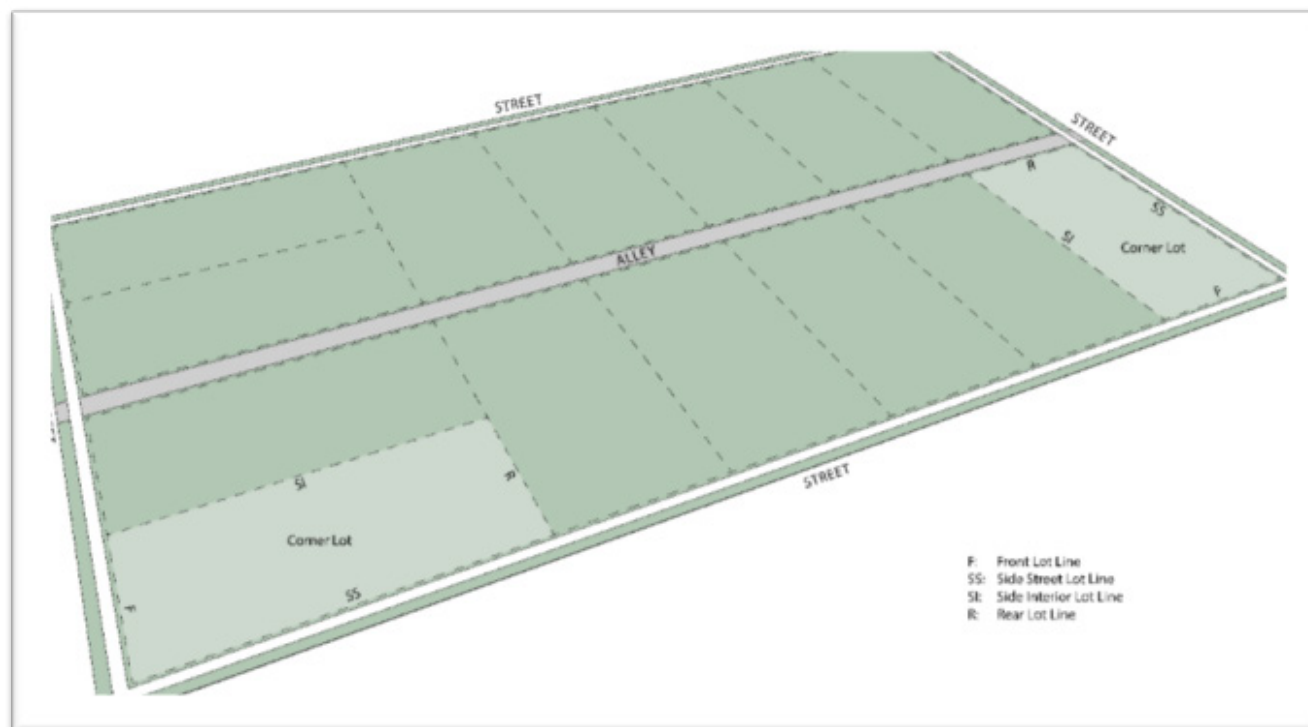 STREET
STREET
R
SS
SI
Corner Lot
ALLEY
F
STREET
R
SI
Corner Lot
SS
F
F: Front Lot Line
SS: Side Street Lot Line
SI: Side Interior Lot Line
R: Rear Lot Line